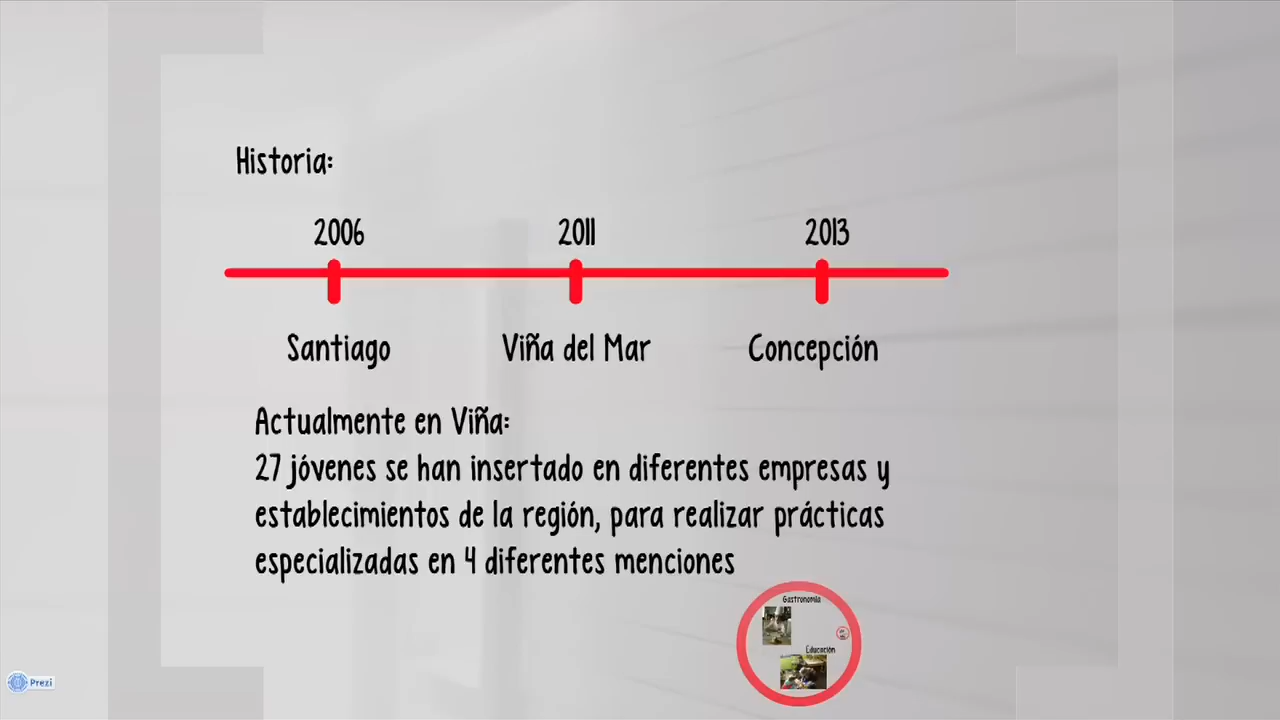 Historia:
2006
2011
2013
Santiago
Viña del Mar
Concepción
Actualmente en Viña:
27 jóvenes se han insertado en diferentes empresas y
establecimientos de la región, para realizar prácticas
especializadas en 4 diferentes menciones
Gastronomía
Educación
Prezi